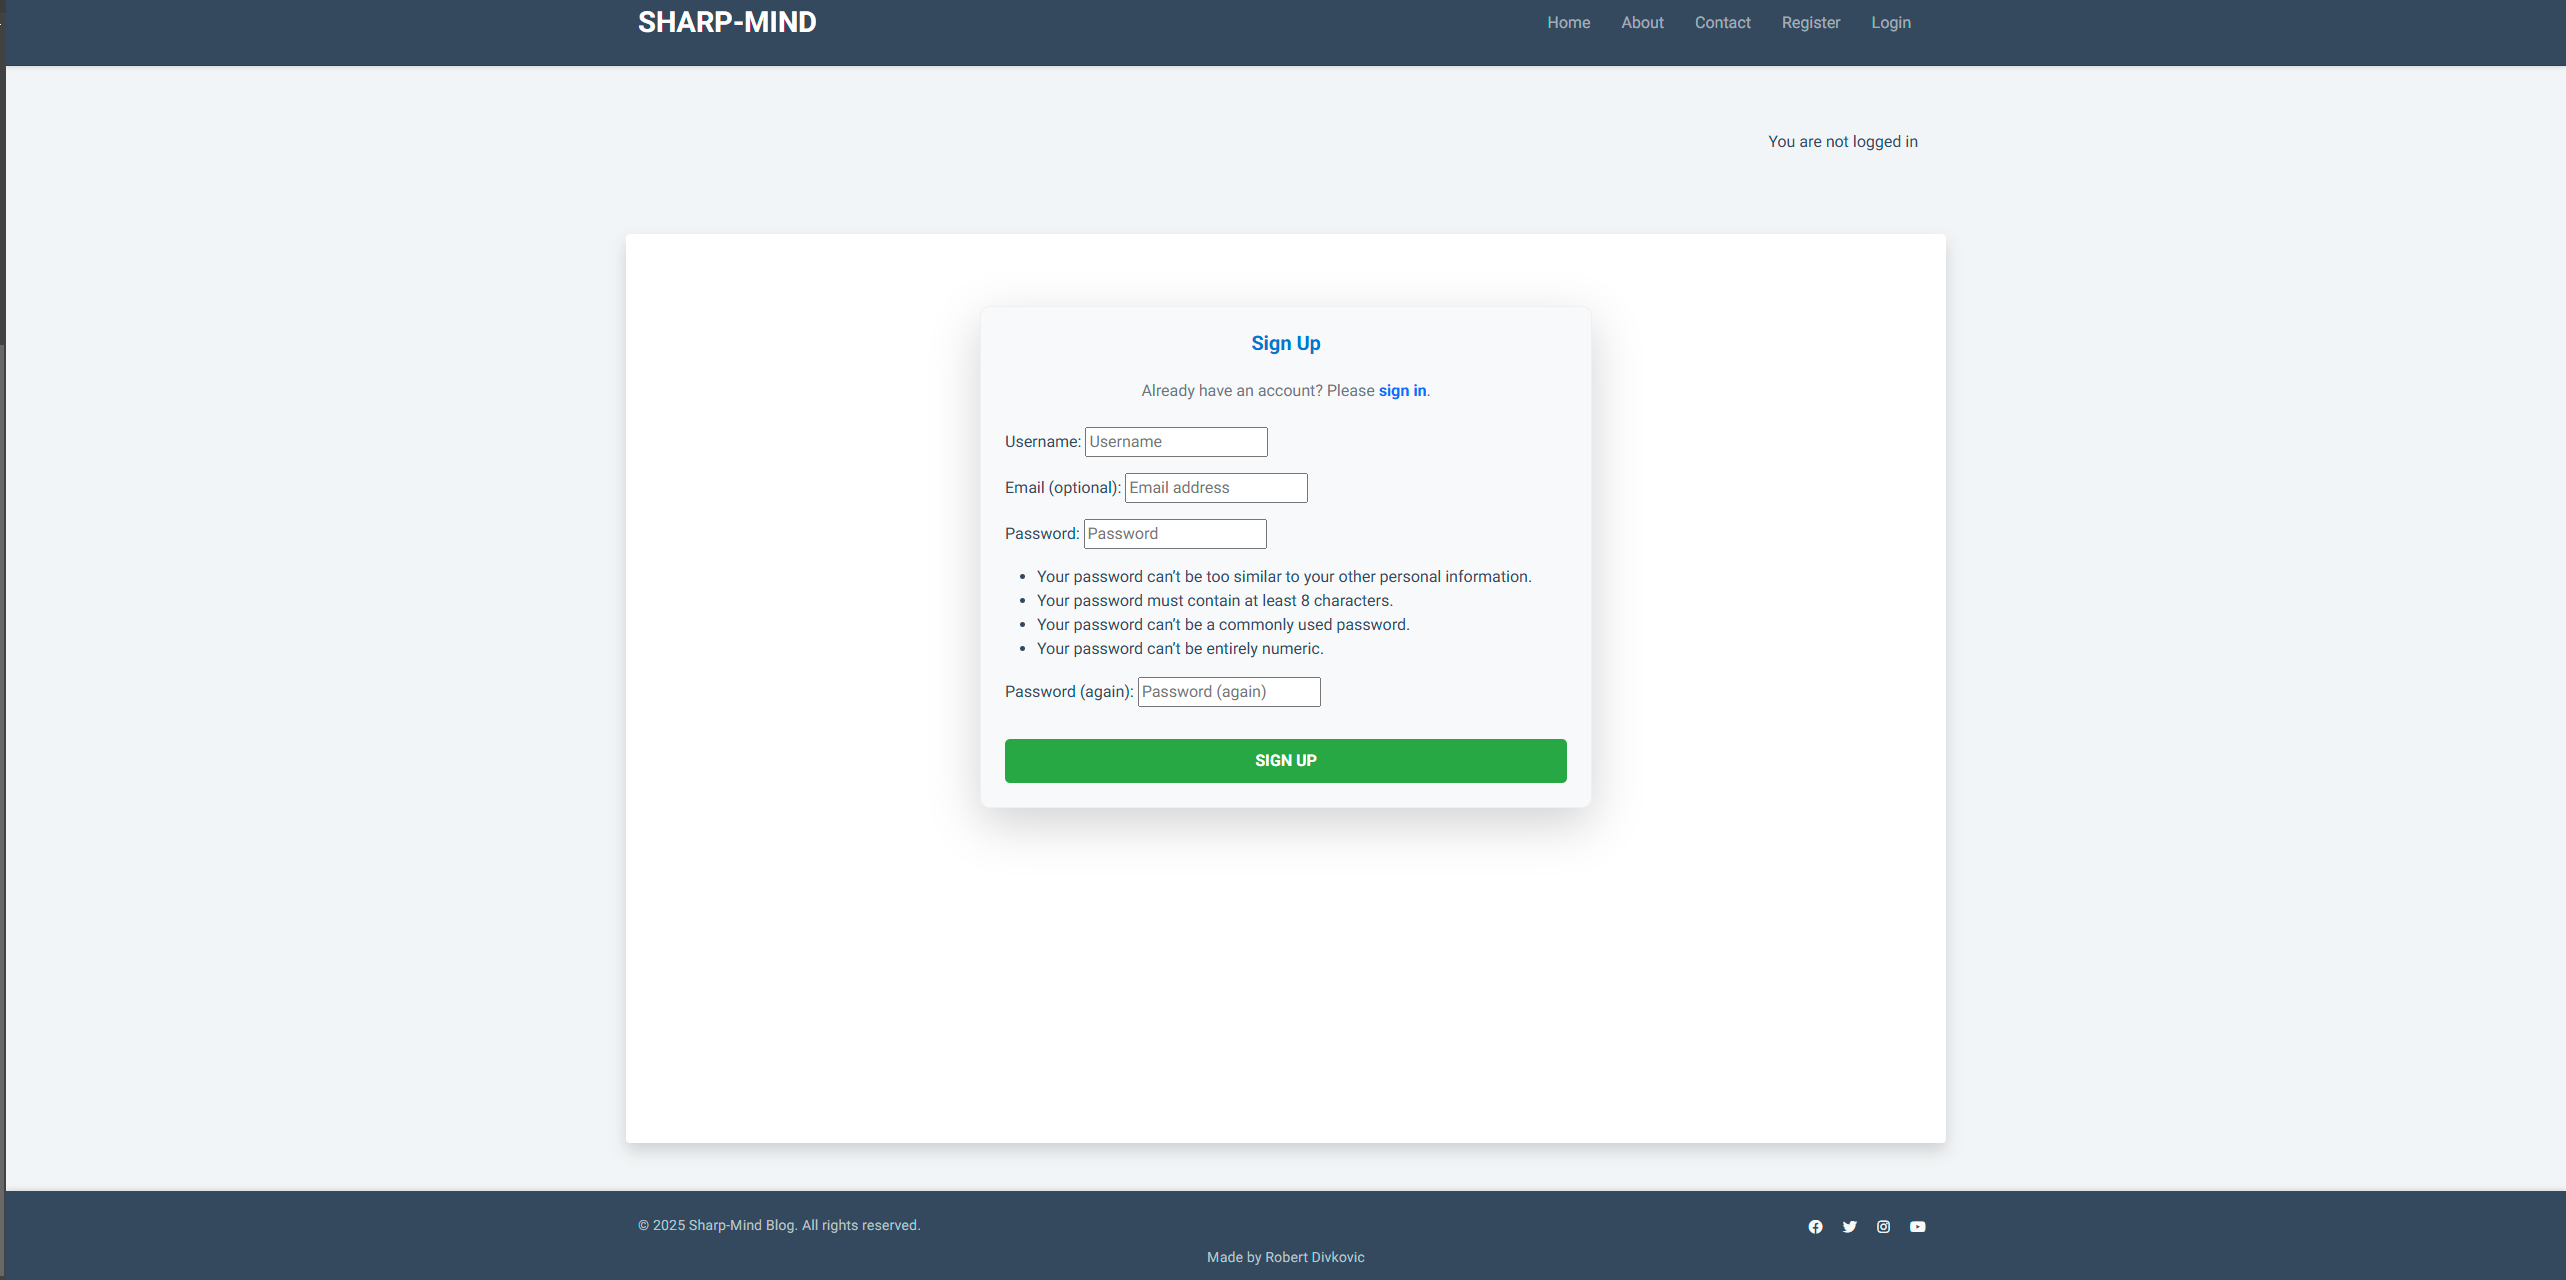 SHARP-MIND
Home About Contact Register Login
You are not logged in
Sign Up
Already have an account? Please sign in.
Username: Username
Email (optional): Email address
Password: Password
• Your password can’t be too similar to your other personal information.
• Your password must contain at least 8 characters.
• Your password can’t be a commonly used password.
• Your password can’t be entirely numeric.
Password (again): Password (again)
SIGN UP
© 2025 Sharp-Mind Blog. All rights reserved.
Made by Robert Divkovic